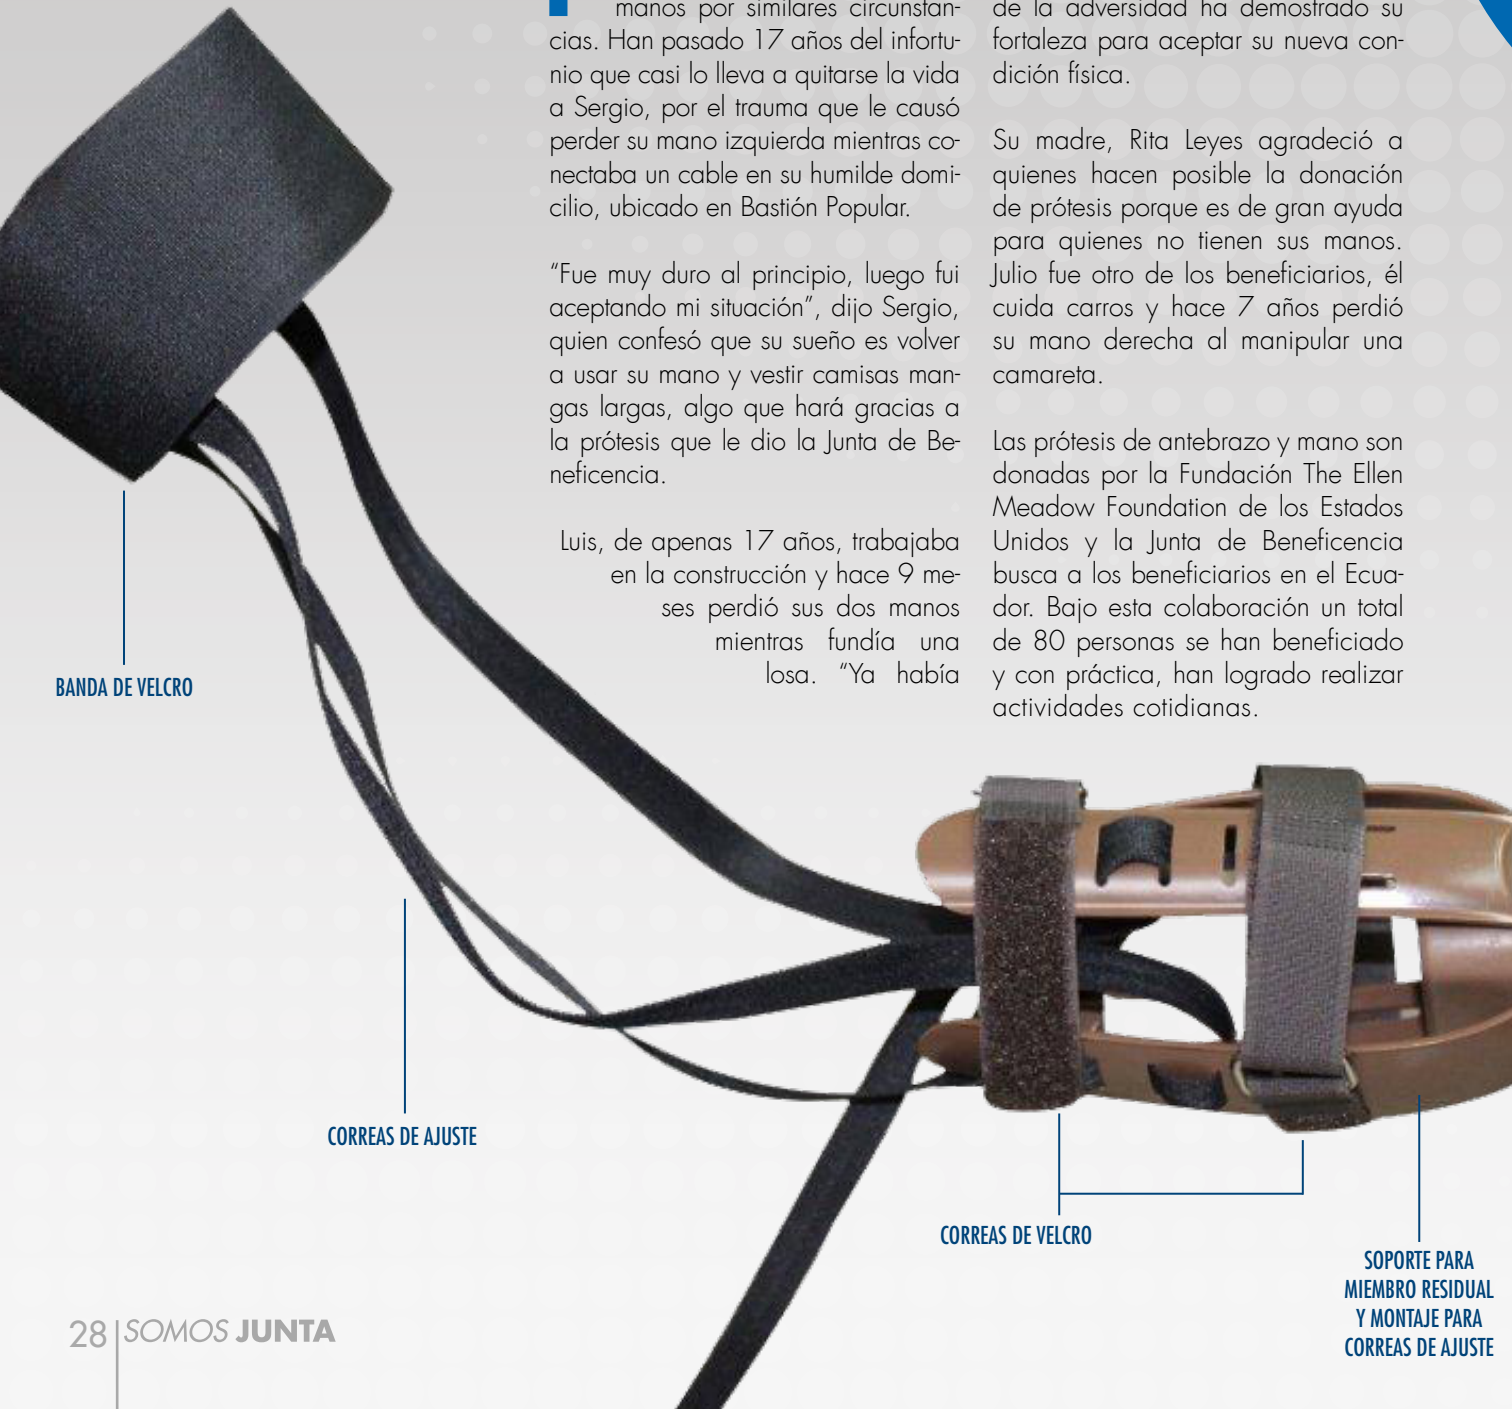 manos por similares circunstan-
cias. Han pasado 17 años del infortu-
nio que casi lo lleva a quitarse la vida
a Sergio, por el trauma que le causó
perder su mano izquierda mientras co-
nectaba un cable en su humilde domi-
cilio, ubicado en Bastión Popular.
“Fue muy duro al principio, luego fui
aceptando mi situación”, dijo Sergio,
quien confesó que su sueño es volver
a usar su mano y vestir camisas man-
gas largas, algo que hará gracias a
la prótesis que le dio la Junta de Be-
neficencia.
Luis, de apenas 17 años, trabajaba
en la construcción y hace 9 me-
ses perdió sus dos manos
mientras fundía una
losa. “Ya había
de la adversidad ha demostrado su
fortaleza para aceptar su nueva con-
dición física.
Su madre, Rita Leyes agradeció a
quienes hacen posible la donación
de prótesis porque es de gran ayuda
para quienes no tienen sus manos.
Julio fue otro de los beneficiarios, él
cuida carros y hace 7 años perdió
su mano derecha al manipular una
camareta.
Las prótesis de antebrazo y mano son
donadas por la Fundación The Ellen
Meadow Foundation de los Estados
Unidos y la Junta de Beneficencia
busca a los beneficiarios en el Ecua-
dor. Bajo esta colaboración un total
de 80 personas se han beneficiado
y con práctica, han logrado realizar
actividades cotidianas.
BANDA DE VELCRO
CORREAS DE AJUSTE
CORREAS DE VELCRO
SOPORTE PARA
MIEMBRO RESIDUAL
Y MONTAJE PARA
CORREAS DE AJUSTE
28 SOMOS JUNTA